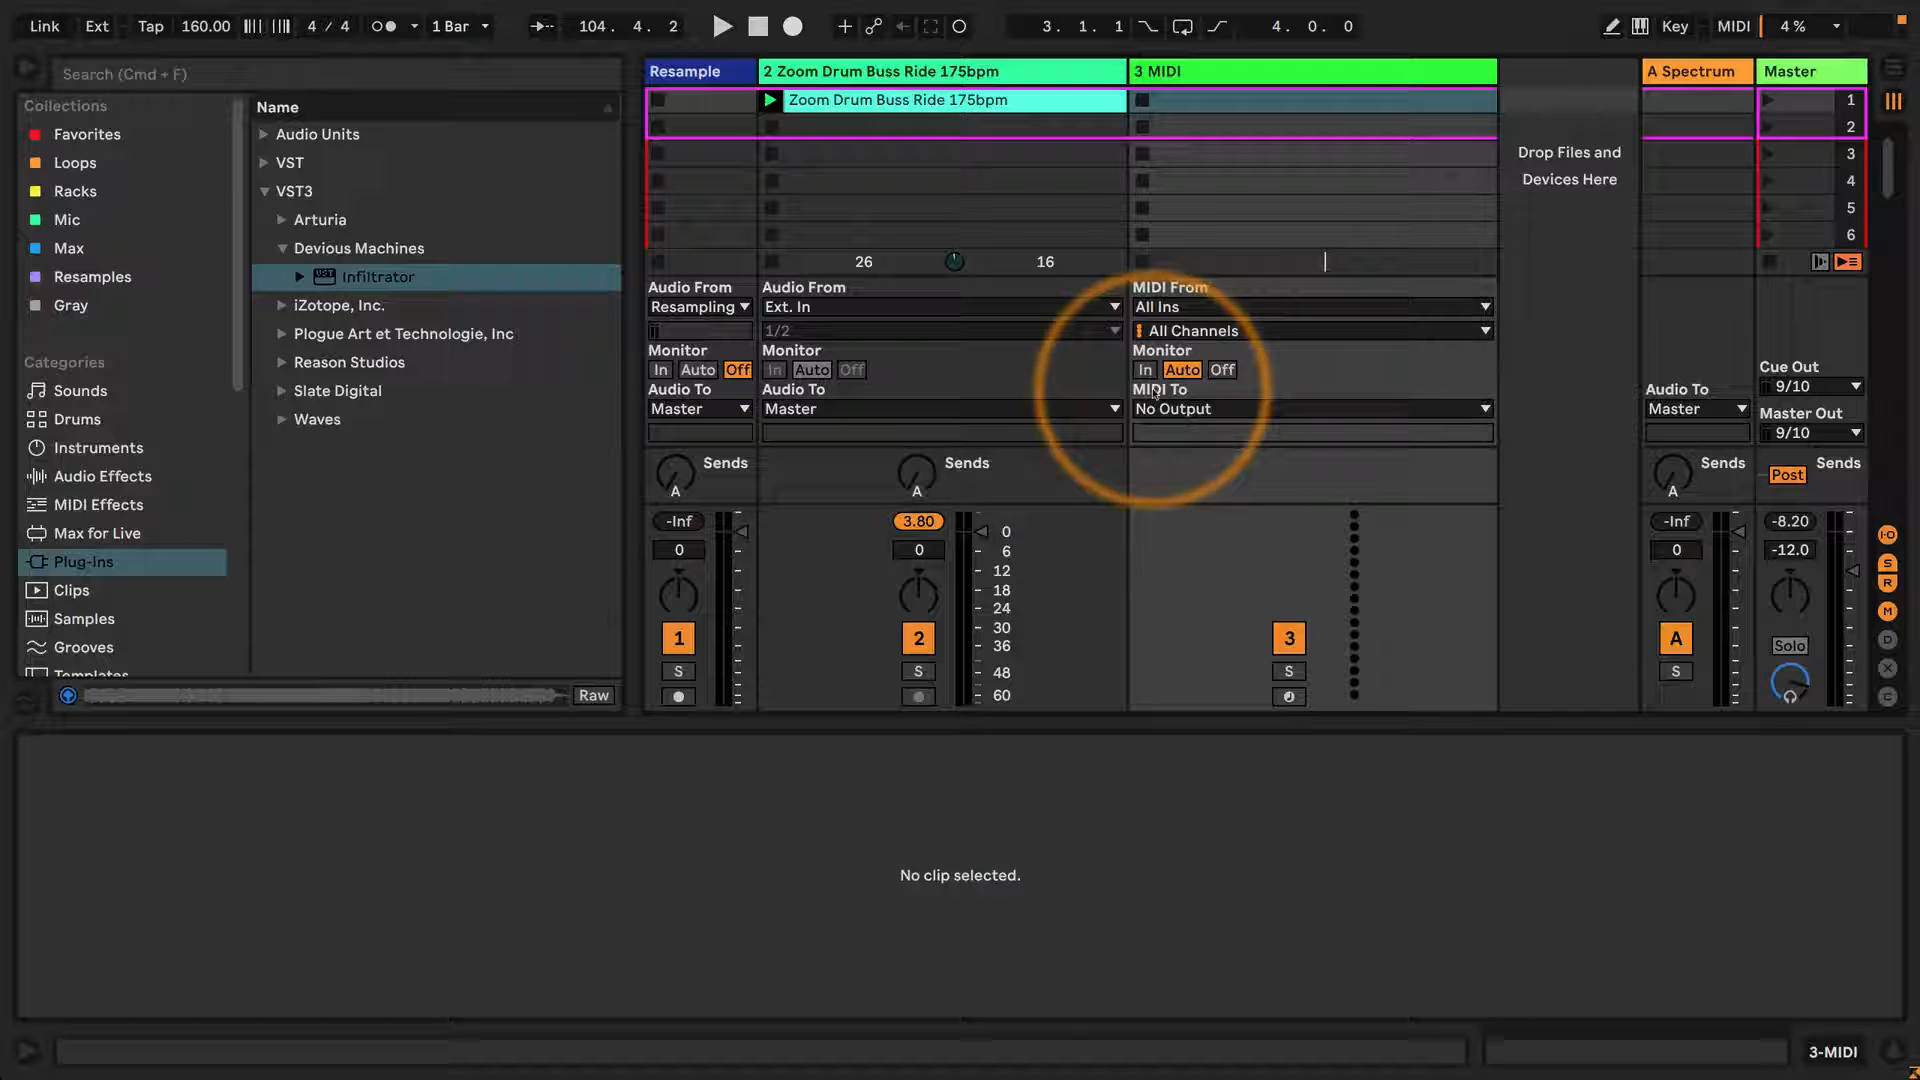 Link Ext Tap 160.00 4 / 4 1 Bar 104. 4. 2 3. 1. 1 4. 0. 0 Key MIDI 4 %
Search (Cmd + F)
Collections
Favorites
Loops
Racks
Mic
Max
Resamples
Gray
Categories
Sounds
Drums
Instruments
Audio Effects
MIDI Effects
Max for Live
Plug-Ins
Clips
Samples
Grooves
Templates
Name
Audio Units
VST
VST3
Arturia
Devious Machines
Infiltrator
iZotope, Inc.
Plogue Art et Technologie, Inc
Reason Studios
Slate Digital
Waves
Raw
Resample
Audio From
Resampling
Monitor
In Auto Off
Audio To
Master
Sends
A
-Inf
0
1
S
2 Zoom Drum Buss Ride 175bpm
Zoom Drum Buss Ride 175bpm
26 16
Audio From
Ext. In
1/2
Monitor
In Auto Off
Audio To
Master
Sends
A
3.80
0
2
S
0
6
12
18
24
30
36
48
60
3 MIDI
MIDI From
All Ins
All Channels
Monitor
In Auto Off
MIDI To
No Output
3
S
Drop Files and
Devices Here
A Spectrum
Audio To
Master
Sends
A
-Inf
0
A
S
Master
1
2
3
4
5
6
Cue Out
9/10
Master Out
9/10
Sends
Post
-8.20
-12.0
Solo
I·O
S
R
M
D
X
C
No clip selected.
3-MIDI